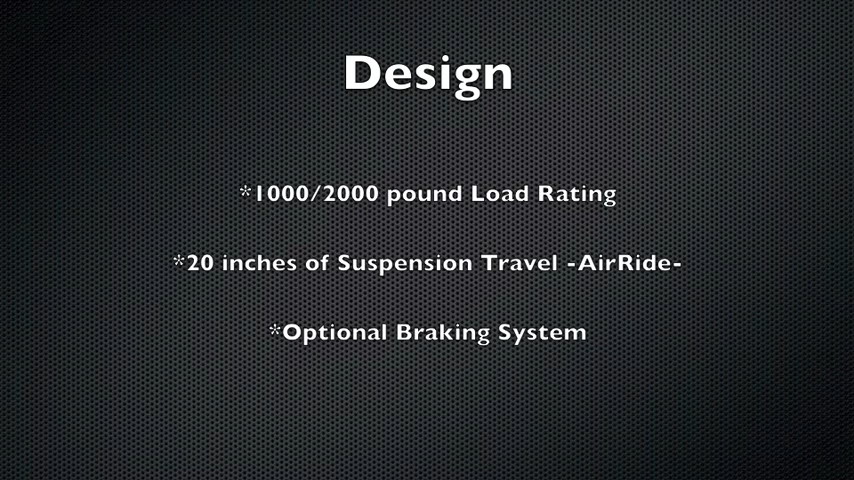 Design
*1000/2000 pound Load Rating
*20 inches of Suspension Travel -AirRide-
*Optional Braking System